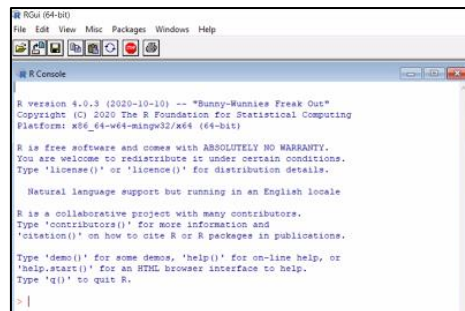 RGui (64-bit)
File Edit View Misc Packages Windows Help
R Console
R version 4.0.3 (2020-10-10) -- "Bunny-Wunnies Freak Out"
Copyright (C) 2020 The R Foundation for Statistical Computing
Platform: x86_64-w64-mingw32/x64 (64-bit)
R is free software and comes with ABSOLUTELY NO WARRANTY.
You are welcome to redistribute it under certain conditions.
Type 'license()' or 'licence()' for distribution details.
Natural language support but running in an English locale
R is a collaborative project with many contributors.
Type 'contributors()' for more information and
'citation()' on how to cite R or R packages in publications.
Type 'demo()' for some demos, 'help()' for on-line help, or
'help.start()' for an HTML browser interface to help.
Type 'q()' to quit R.
>